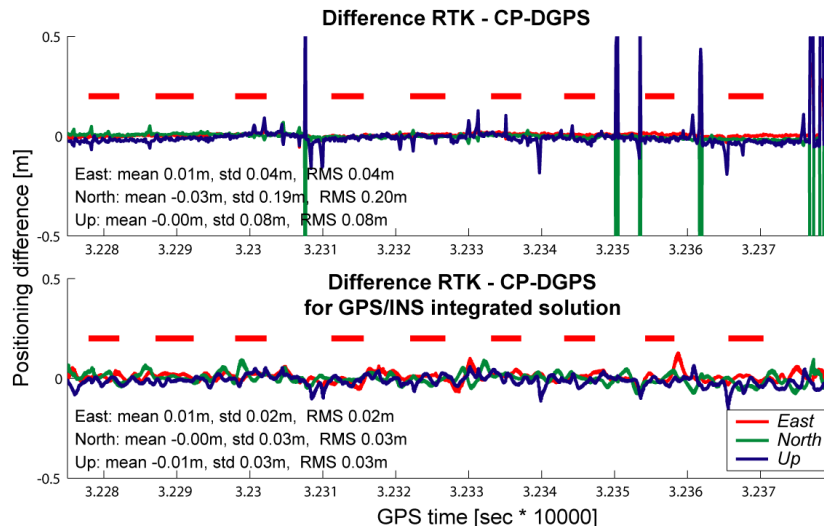 Difference RTK - CP-DGPS
0.5
0
-0.5
East: mean 0.01m, std 0.04m, RMS 0.04m
North: mean -0.03m, std 0.19m, RMS 0.20m
Up: mean -0.00m, std 0.08m, RMS 0.08m
3.228 3.229 3.23 3.231 3.232 3.233 3.234 3.235 3.236 3.237
Positioning difference [m]
Difference RTK - CP-DGPS
for GPS/INS integrated solution
0.5
0
-0.5
East: mean 0.01m, std 0.02m, RMS 0.02m
North: mean -0.00m, std 0.03m, RMS 0.03m
Up: mean -0.01m, std 0.03m, RMS 0.03m
East
North
Up
3.228 3.229 3.23 3.231 3.232 3.233 3.234 3.235 3.236 3.237
GPS time [sec * 10000]